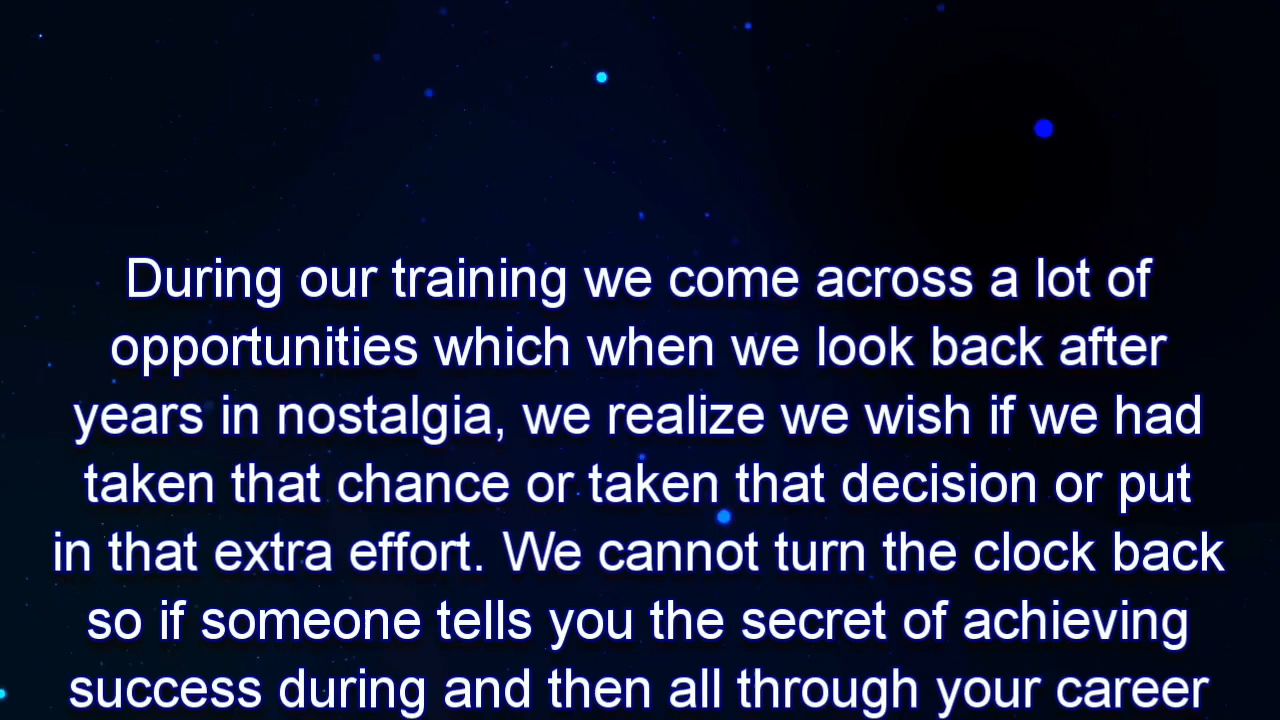 During our training we come across a lot of
opportunities which when we look back after
years in nostalgia, we realize we wish if we had
taken that chance or taken that decision or put
in that extra effort. We cannot turn the clock back
so if someone tells you the secret of achieving
success during and then all through your career